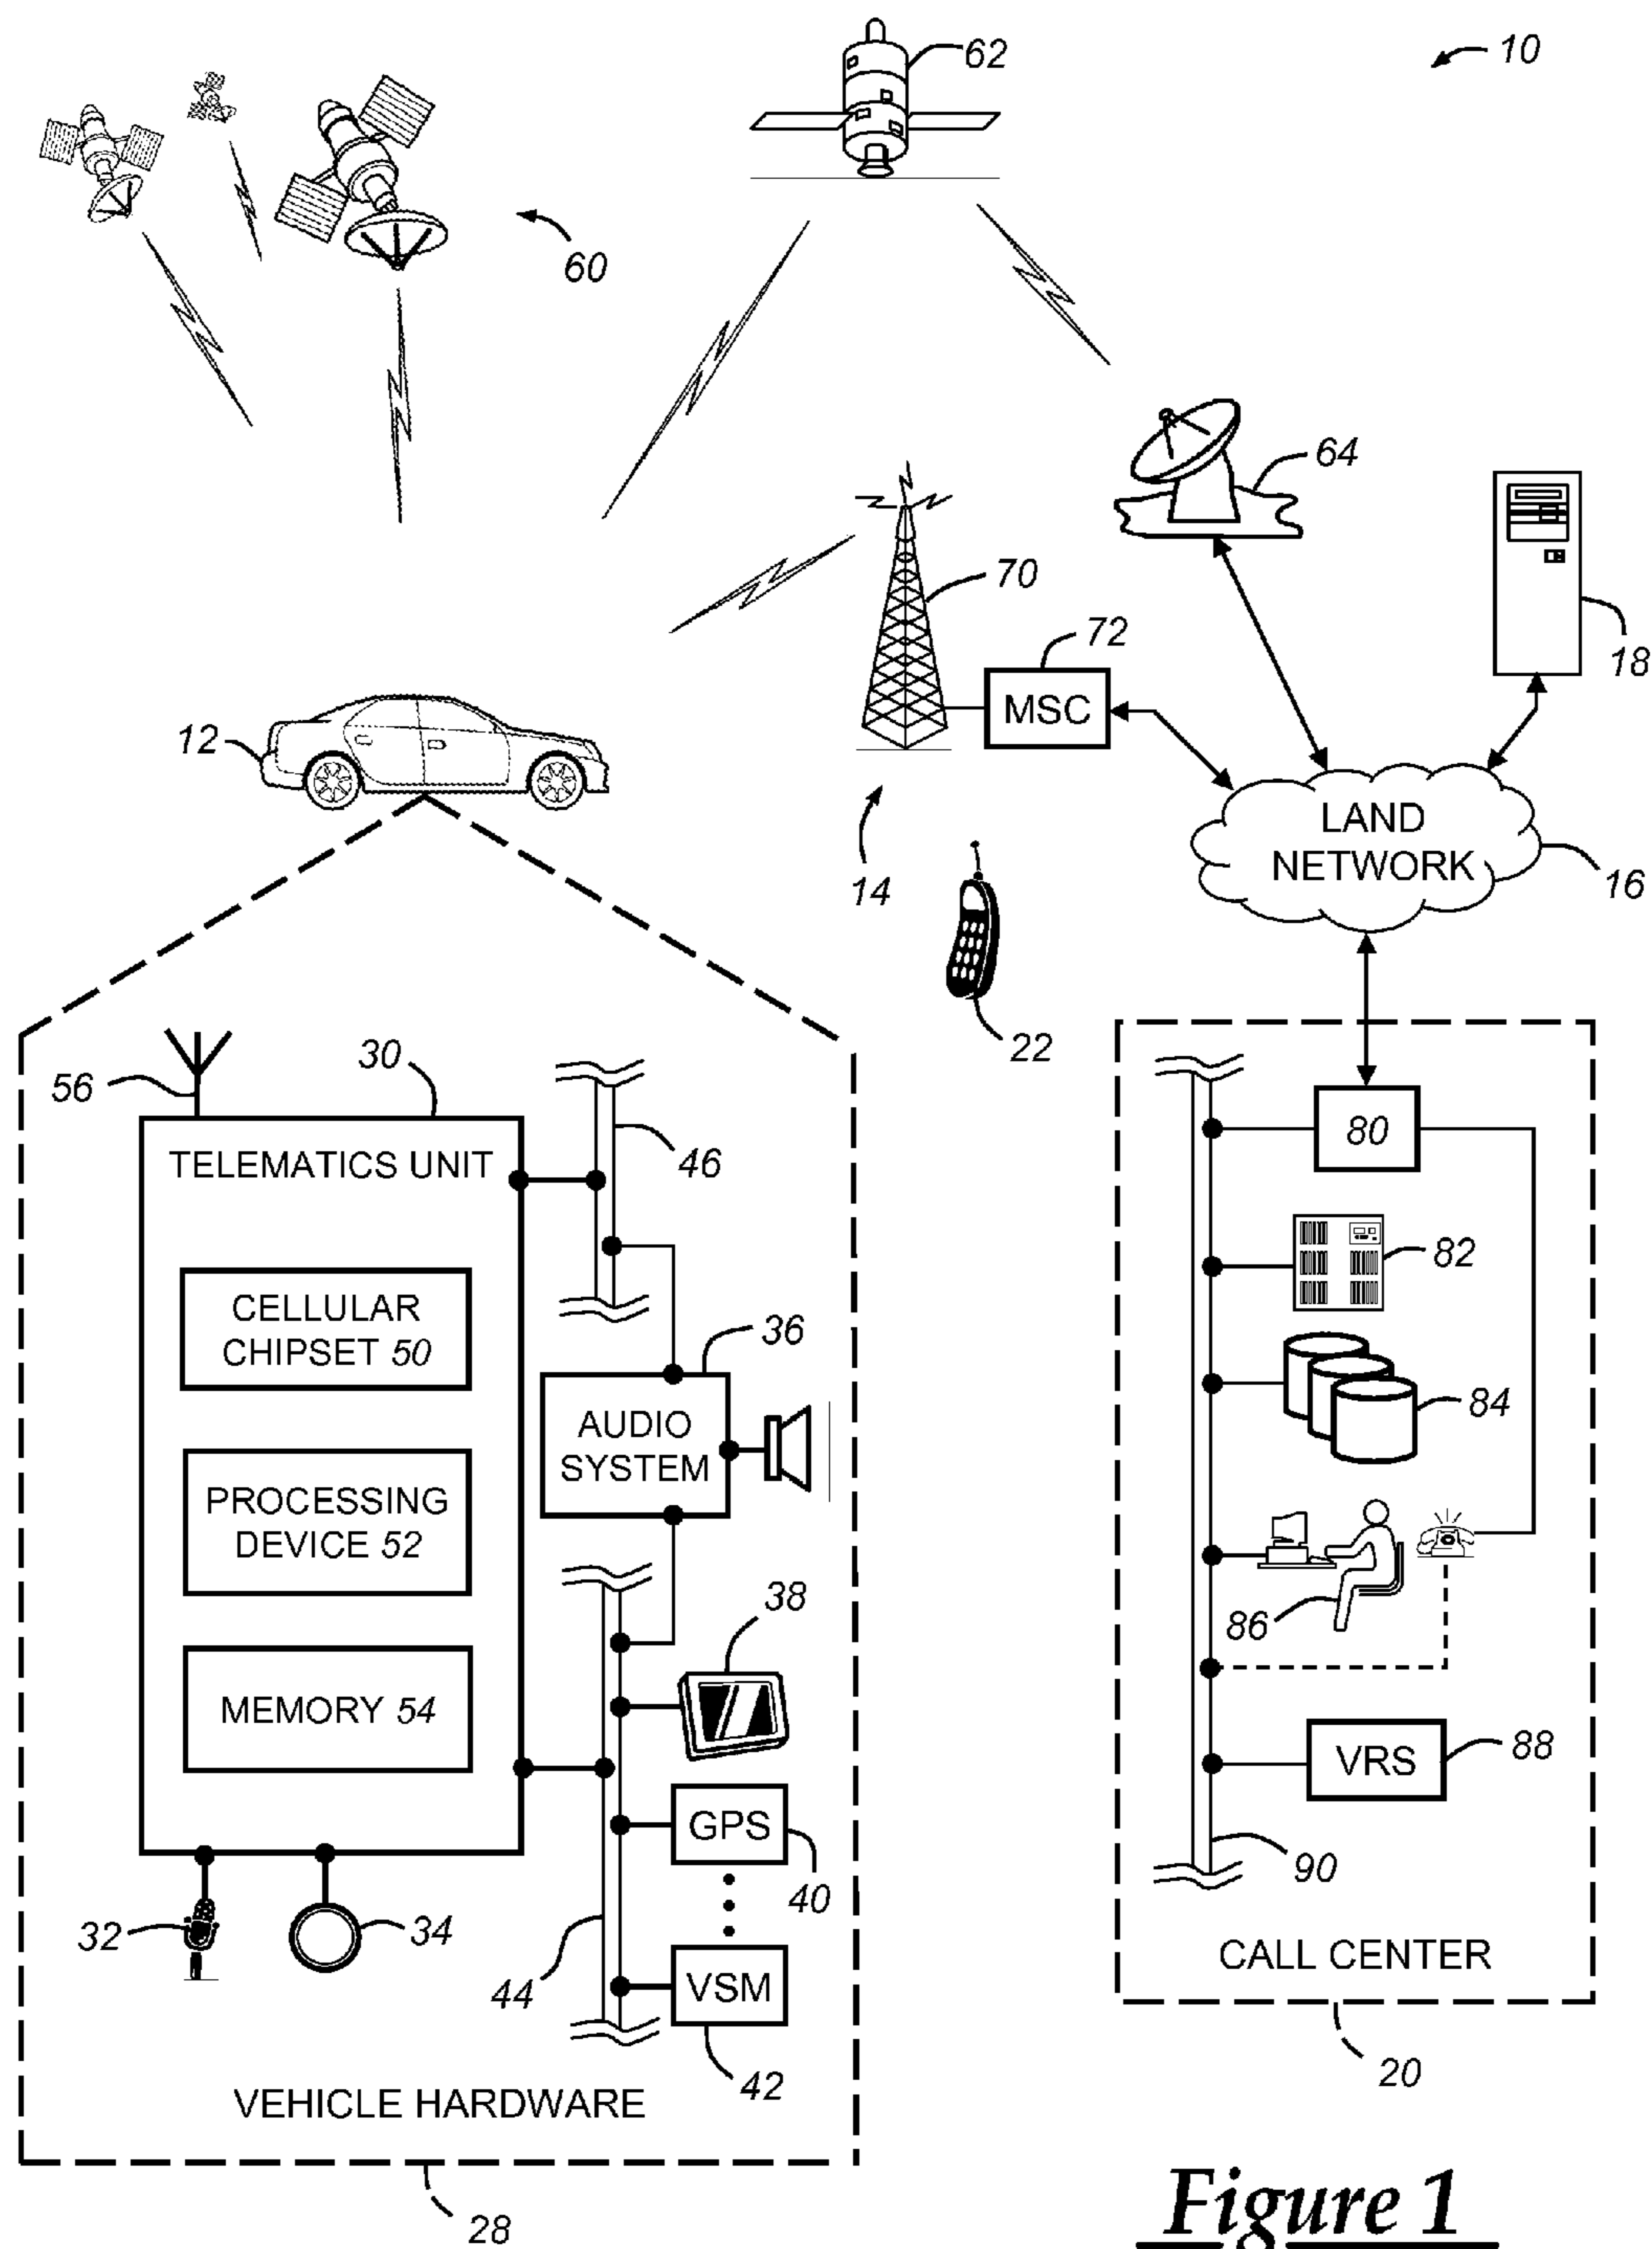 62
10
60
64
70
18
72
MSC
12
LAND
NETWORK
16
14
22
56
30
TELEMATICS UNIT
46
80
CELLULAR
CHIPSET 50
82
36
AUDIO
SYSTEM
84
PROCESSING
DEVICE 52
38
86
MEMORY 54
VRS
88
GPS
40
90
32
34
44
VSM
42
CALL CENTER
20
VEHICLE HARDWARE
28
Figure 1